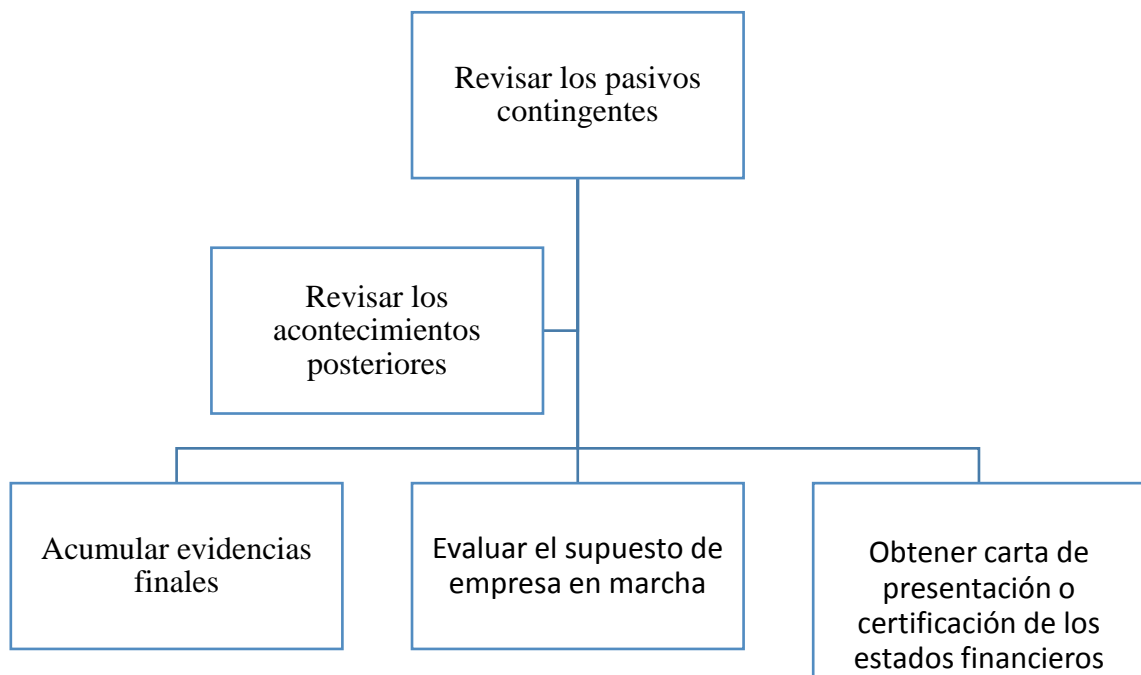 Revisar los pasivos
contingentes
Revisar los
acontecimientos
posteriores
Acumular evidencias
finales
Evaluar el supuesto de
empresa en marcha
Obtener carta de
presentación o
certificación de los
estados financieros